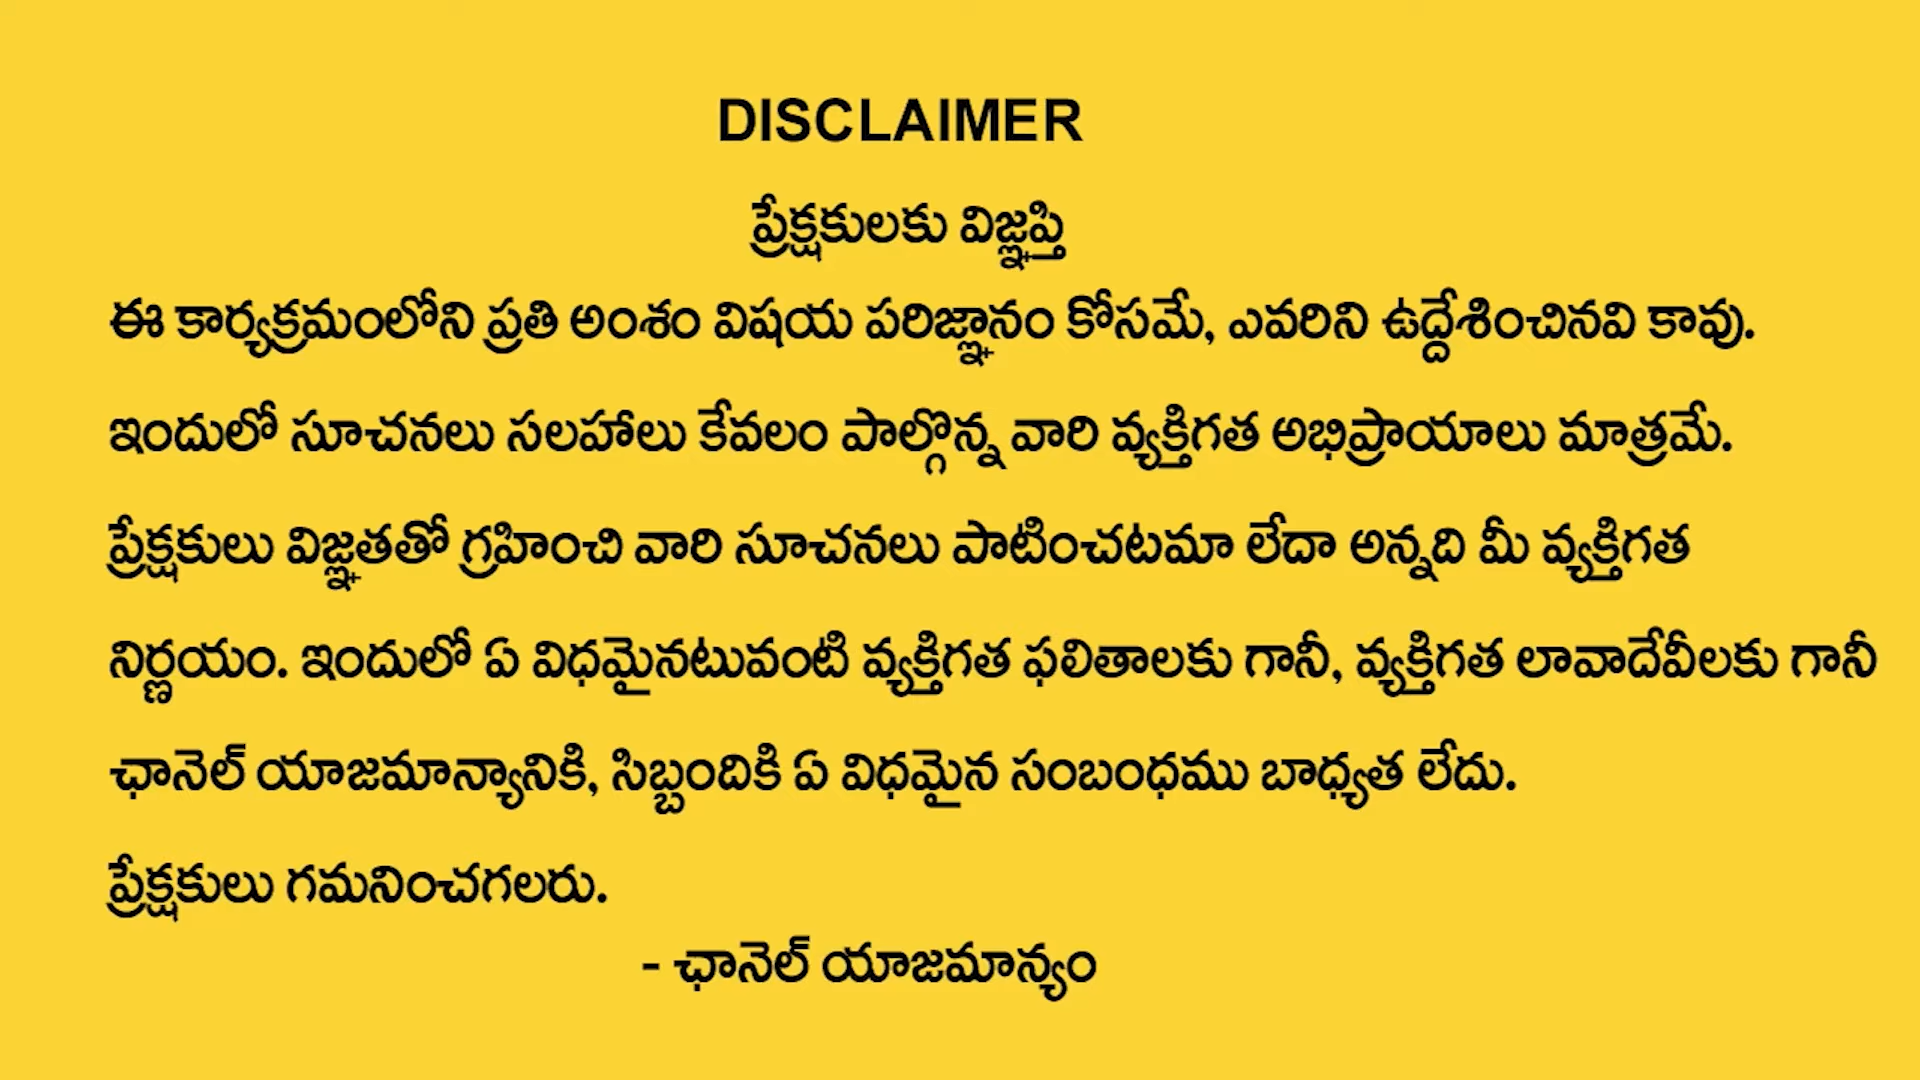 DISCLAIMER
ప్రేక్షకులకు విజ్ఞప్తి
ఈ కార్యక్రమంలోని ప్రతి అంశం విషయ పరిజ్ఞానం కోసమే, ఎవరిని ఉద్దేశించినవి కావు.
ఇందులో సూచనలు సలహాలు కేవలం పాల్గొన్న వారి వ్యక్తిగత అభిప్రాయాలు మాత్రమే.
ప్రేక్షకులు విజ్ఞతతో గ్రహించి వారి సూచనలు పాటించటమా లేదా అన్నది మీ వ్యక్తిగత
నిర్ణయం. ఇందులో ఏ విధమైనటువంటి వ్యక్తిగత ఫలితాలకు గానీ, వ్యక్తిగత లావాదేవీలకు గానీ
ఛానెల్ యాజమాన్యానికి, సిబ్బందికి ఏ విధమైన సంబంధము బాధ్యత లేదు.
ప్రేక్షకులు గమనించగలరు.
- ఛానెల్ యాజమాన్యం